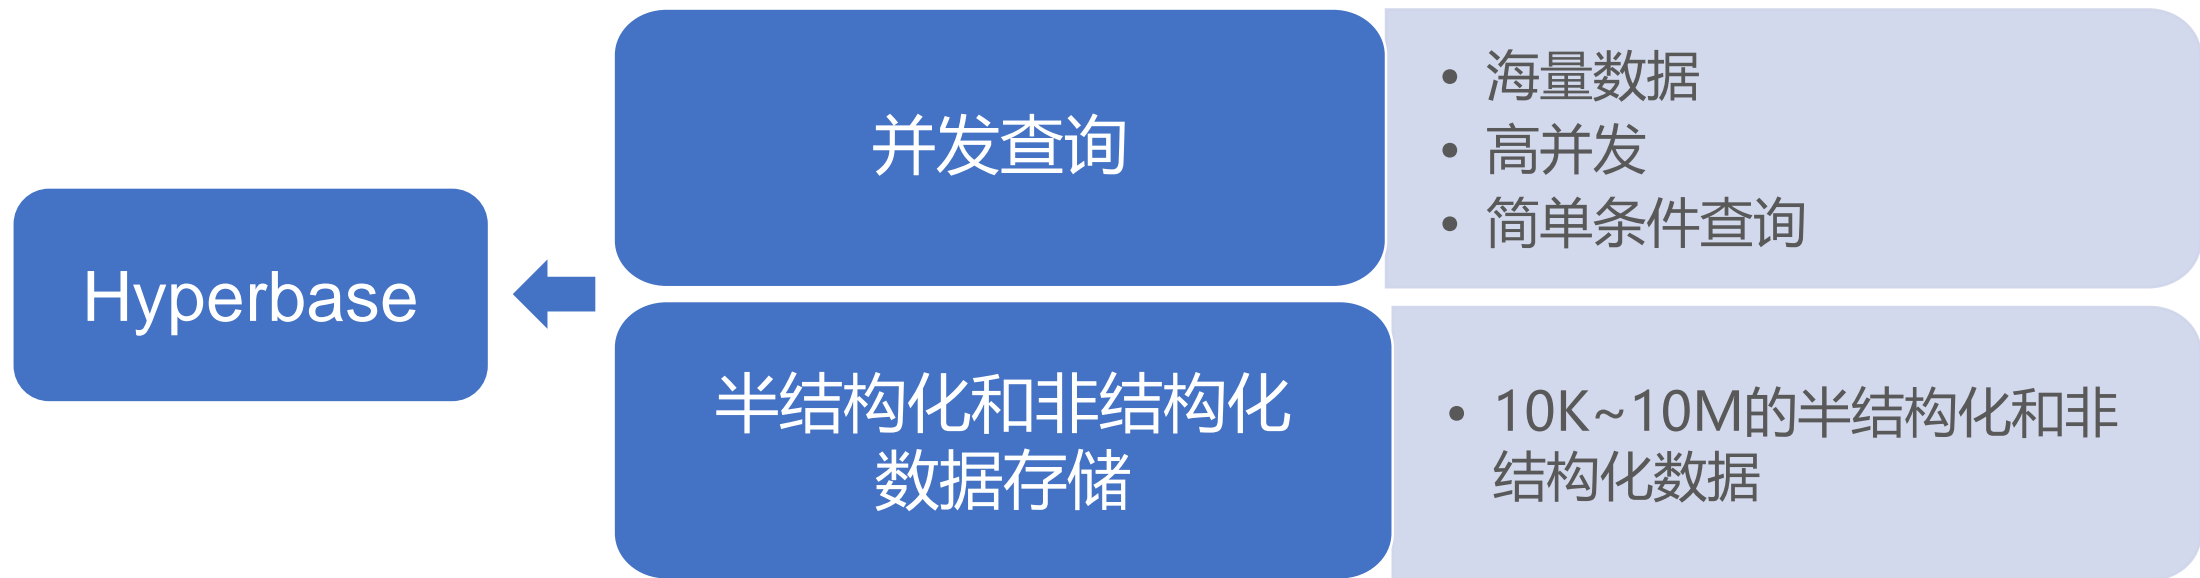 并发查询
• 海量数据
• 高并发
• 简单条件查询
Hyperbase
半结构化和非结构化
数据存储
• 10K~10M的半结构化和非
结构化数据